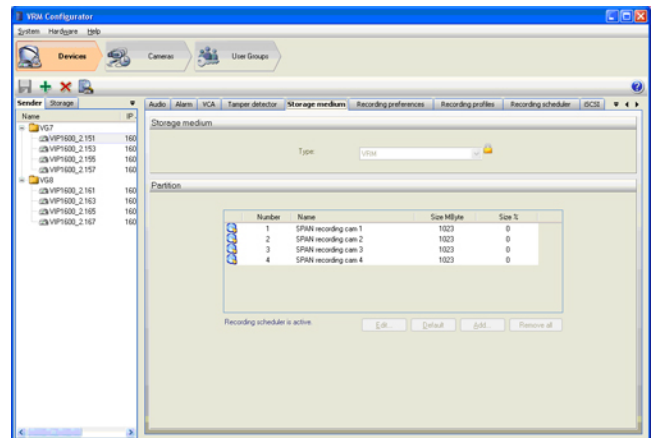 VRM Configurator
System Hardware Help
Devices Cameras User Groups
Sender Storage
Audio Alarm VCA Tamper detector Storage medium Recording preferences Recording profiles Recording scheduler iSCSI
Name IP
VG7
VIP1600_2.151 160
VIP1600_2.153 160
VIP1600_2.155 160
VIP1600_2.157 160
VG8
VIP1600_2.161 160
VIP1600_2.163 160
VIP1600_2.165 160
VIP1600_2.167 160
Storage medium
Type: VRM
Partition
Number Name Size MByte Size %
1 SPAN recording cam 1 1023 0
2 SPAN recording cam 2 1023 0
3 SPAN recording cam 3 1023 0
4 SPAN recording cam 4 1023 0
Recording scheduler is active.
Edit... Default Add... Remove all